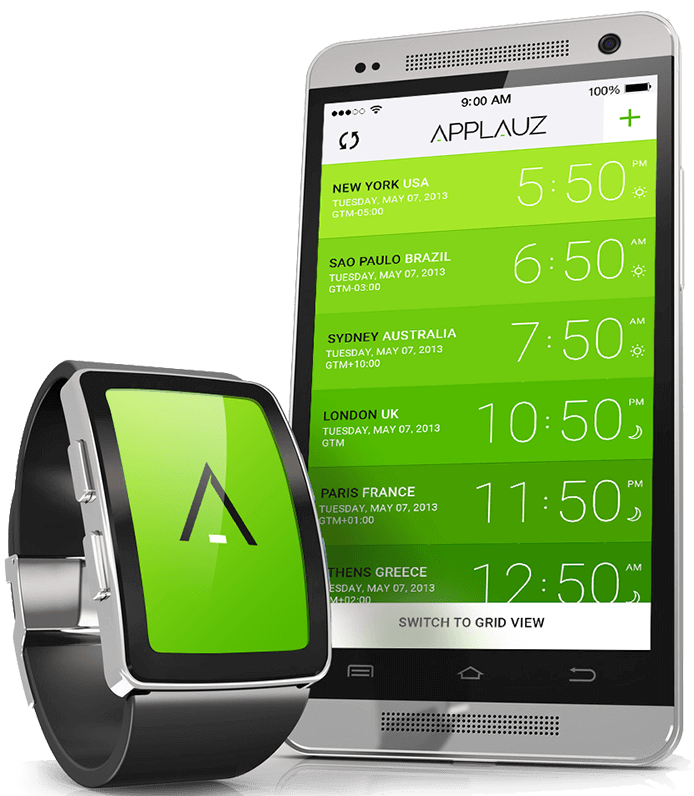 9:00 AM
100%
APPLAUZ
+
NEW YORK USA
TUESDAY, MAY 07, 2013
GTM-05:00
5:50 PM
SAO PAULO BRAZIL
TUESDAY, MAY 07, 2013
GTM-03:00
6:50 AM
SYDNEY AUSTRALIA
TUESDAY, MAY 07, 2013
GTM+10:00
7:50 AM
LONDON UK
TUESDAY, MAY 07, 2013
GTM
10:50 PM
PARIS FRANCE
TUESDAY, MAY 07, 2013
GTM+01:00
11:50 PM
THENS GREECE
ESDAY, MAY 07, 2013
+02:00
12:50 AM
SWITCH TO GRID VIEW